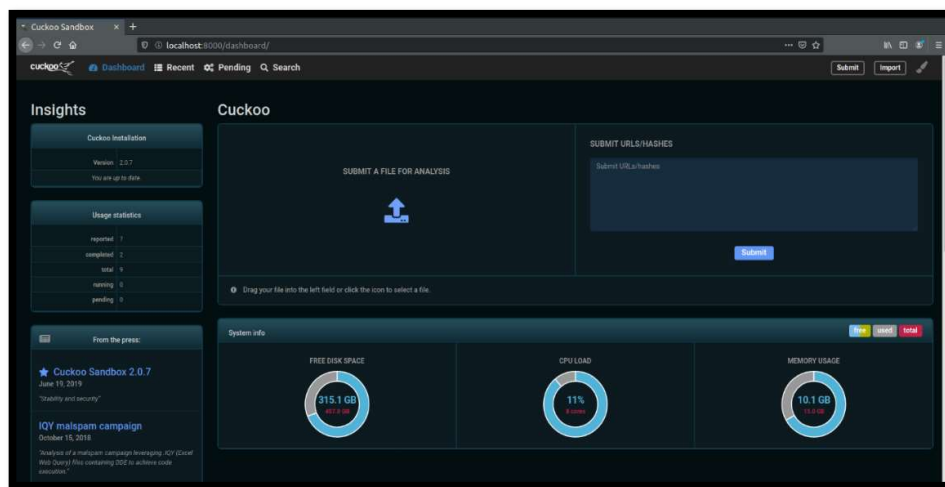 Cuckoo Sandbox × +
localhost:8000/dashboard/
cuckoo Dashboard Recent Pending Search Submit Import
Insights
Cuckoo Installation
Version 2.0.7
You are up to date
Usage statistics
reported 7
completed 2
total 9
running 0
pending 0
From the press:
Cuckoo Sandbox 2.0.7
June 19, 2019
"Stability and security"
IQY malspam campaign
October 15, 2018
"Analysis of a malspam campaign leveraging .IQY (Excel
Web Query) files containing DDE to achieve code
execution."
Cuckoo
SUBMIT A FILE FOR ANALYSIS
SUBMIT URLS/HASHES
Submit URLs/hashes
Submit
Drag your file into the left field or click the icon to select a file.
System info
free used total
FREE DISK SPACE
315.1 GB
CPU LOAD
11%
8 cores
MEMORY USAGE
10.1 GB